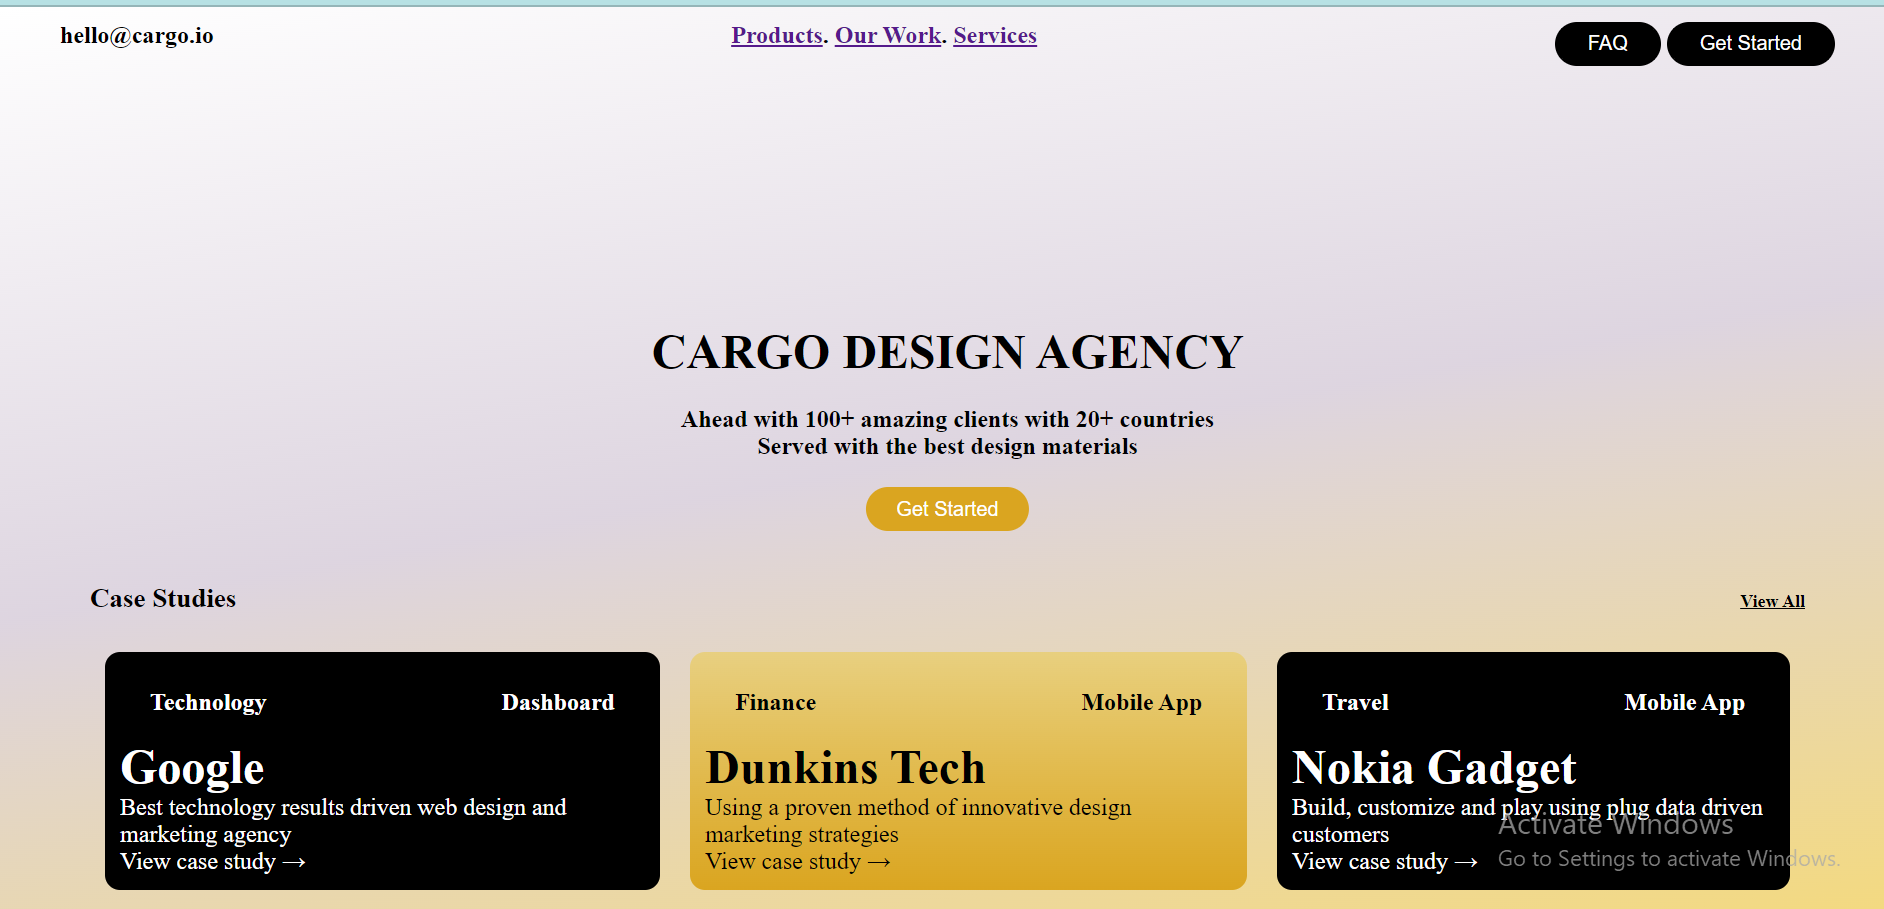 hello@cargo.io
Products. Our Work. Services
FAQ
Get Started
CARGO DESIGN AGENCY
Ahead with 100+ amazing clients with 20+ countries
Served with the best design materials
Get Started
Case Studies
View All
Technology
Dashboard
Google
Best technology results driven web design and
marketing agency
View case study →
Finance
Mobile App
Dunkins Tech
Using a proven method of innovative design
marketing strategies
View case study →
Travel
Mobile App
Nokia Gadget
Build, customize and play using plug data driven
customers
View case study →
Activate Windows
Go to Settings to activate Windows.